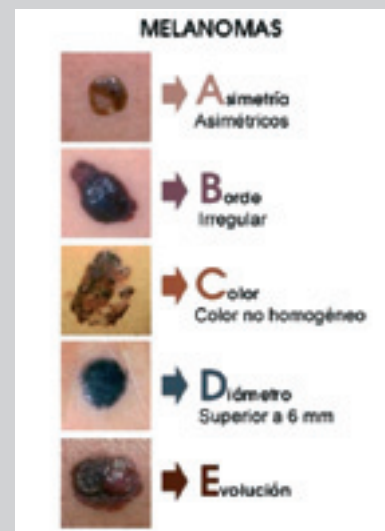 MELANOMAS
Asimetría
Asimétricos
Borde
Irregular
Color
Color no homogéneo
Diámetro
Superior a 6 mm
Evolución